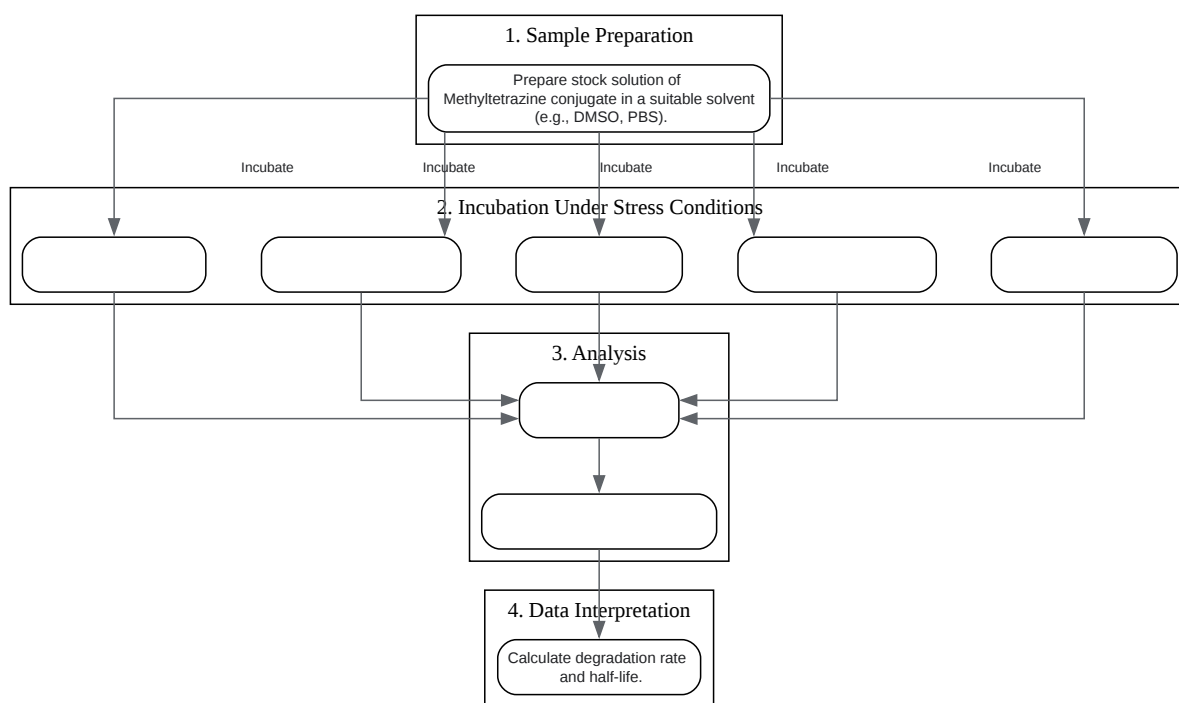 1. Sample Preparation
Prepare stock solution of
Methyltetrazine conjugate in a suitable solvent
(e.g., DMSO, PBS).
Incubate
Incubate
Incubate
Incubate
Incubate
2. Incubation Under Stress Conditions
3. Analysis
4. Data Interpretation
Calculate degradation rate
and half-life.